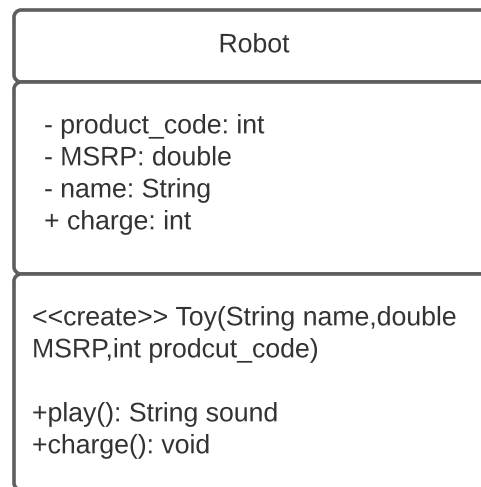 Robot
- product_code: int
- MSRP: double
- name: String
+ charge: int
<<create>> Toy(String name,double
MSRP,int prodcut_code)
+play(): String sound
+charge(): void